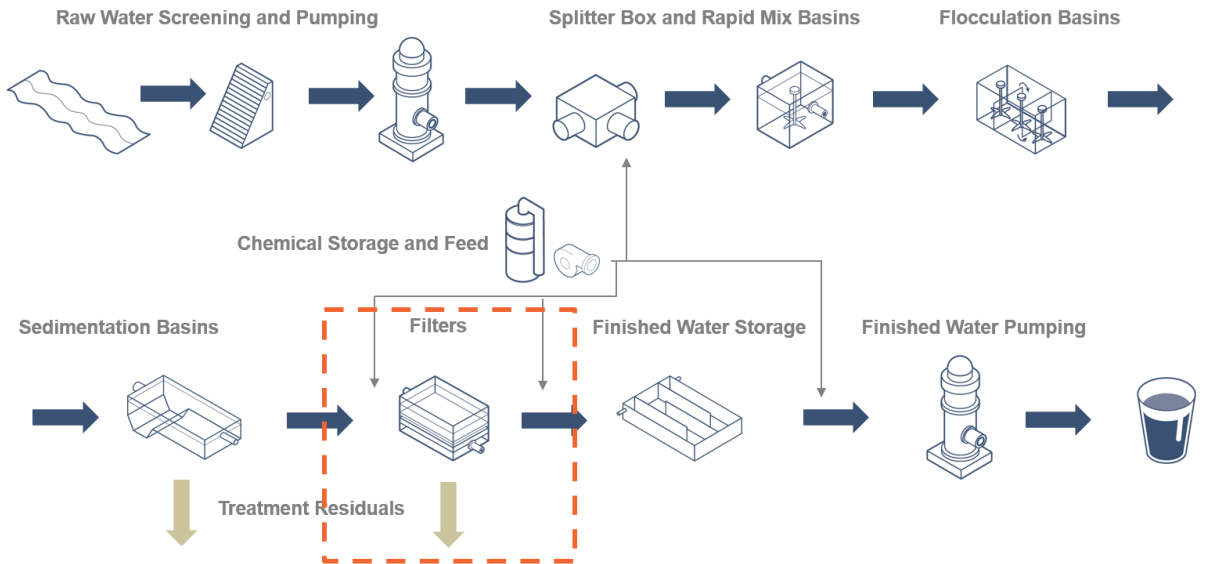 Raw Water Screening and Pumping
Splitter Box and Rapid Mix Basins
Flocculation Basins
Chemical Storage and Feed
Sedimentation Basins
Filters
Finished Water Storage
Finished Water Pumping
Treatment Residuals